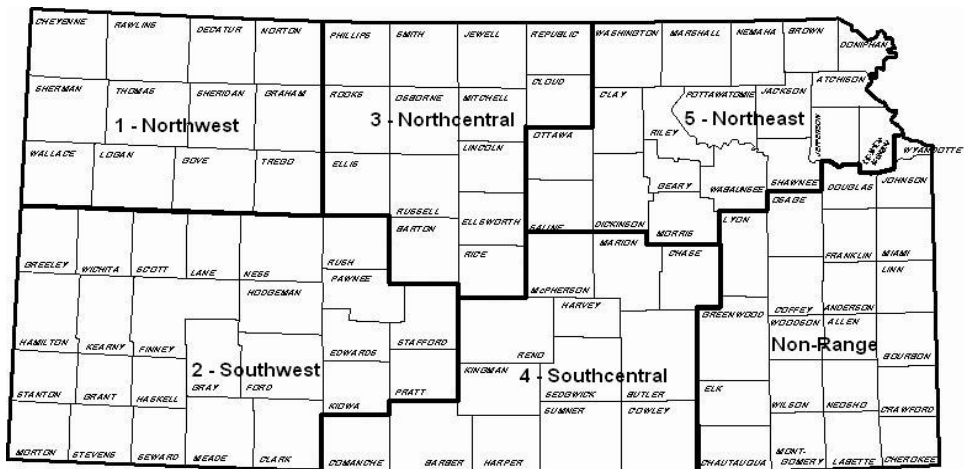 CHEYENNE RAWLINS DECATUR NORTON PHILLIPS SMITH JEWELL REPUBLIC WASHINGTON MARSHALL NEMAHA BROWN
DONIPHAN
ATCHISON
SHERMAN THOMAS SHERIDAN GRAHAM ROOKS OSBORNE MITCHELL CLOUD CLAY POTTAWATOMIE JACKSON
1 - Northwest 3 - Northcentral 5 - Northeast
OTTAWA RILEY JEFFERSON
WALLACE LOGAN GOVE TREGO ELLIS LINCOLN WYANDOTTE
GEARY WABAUNSEE SHAWNEE DOUGLAS JOHNSON
RUSSELL ELLSWORTH SALINE DICKINSON MORRIS LYON OSAGE
BARTON
GREELEY WICHITA SCOTT LANE NESS RUSH RICE MARION CHASE FRANKLIN MIAMI
PAWNEE LINN
HODGEMAN McPHERSON
HARVEY GREENWOOD COFFEY ANDERSON
WOODSON ALLEN
HAMILTON KEARNY FINNEY EDWARDS STAFFORD RENO Non-Range BOURBON
2 - Southwest KINGMAN 4 - Southcentral
STANTON GRANT HASKELL GRAY FORD KIOWA PRATT SEDGWICK BUTLER ELK
SUMNER COWLEY WILSON NEOSHO CRAWFORD
MORTON STEVENS SEWARD MEADE CLARK COMANCHE BARBER HARPER CHAUTAUQUA MONT-
GOMERY LABETTE CHEROKEE